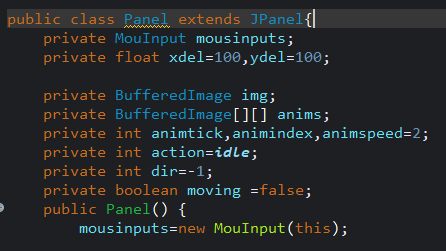 public class Panel extends JPanel{
private MouInput mousinputs;
private float xdel=100,ydel=100;
private BufferedImage img;
private BufferedImage[][] anims;
private int animtick,animindex,animspeed=2;
private int action=idle;
private int dir=-1;
private boolean moving =false;
public Panel() {
mousinputs=new MouInput(this);